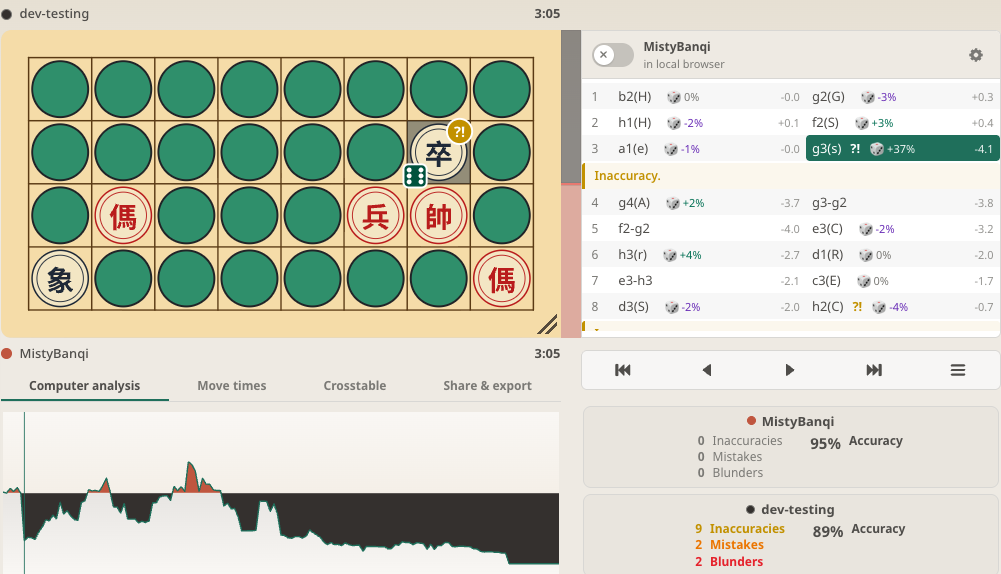 dev-testing 3:05
?!
卒
傌 兵 帥
象 傌
MistyBanqi 3:05
Computer analysis Move times Crosstable Share & export
MistyBanqi
in local browser
1 b2(H) 0% -0.0 g2(G) -3% +0.3
2 h1(H) -2% +0.1 f2(S) +3% +0.4
3 a1(e) -1% -0.0 g3(s) ?! +37% -4.1
Inaccuracy.
4 g4(A) +2% -3.7 g3-g2 -3.8
5 f2-g2 -4.0 e3(C) -2% -3.2
6 h3(r) +4% -2.7 d1(R) 0% -2.0
7 e3-h3 -2.1 c3(E) 0% -1.7
8 d3(S) -2% -2.0 h2(C) ?! -4% -0.7
MistyBanqi
0 Inaccuracies 95% Accuracy
0 Mistakes
0 Blunders
dev-testing
9 Inaccuracies 89% Accuracy
2 Mistakes
2 Blunders